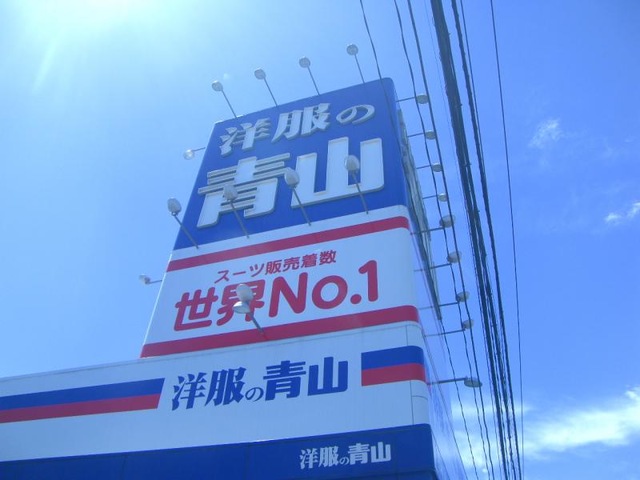 洋服の
青山
スーツ販売着数
世界No.1
洋服の青山
洋服の青山